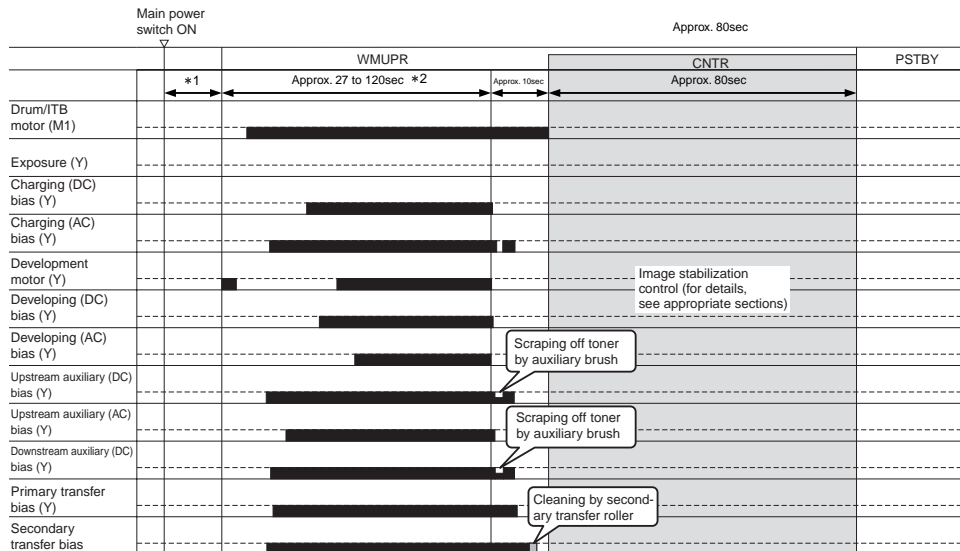 Main power
switch ON
Approx. 80sec
WMUPR
CNTR
PSTBY
*1
Approx. 27 to 120sec *2
Approx. 10sec
Approx. 80sec
Drum/ITB
motor (M1)
Exposure (Y)
Charging (DC)
bias (Y)
Charging (AC)
bias (Y)
Development
motor (Y)
Image stabilization
control (for details,
see appropriate sections)
Developing (DC)
bias (Y)
Developing (AC)
bias (Y)
Scraping off toner
by auxiliary brush
Upstream auxiliary (DC)
bias (Y)
Upstream auxiliary (AC)
bias (Y)
Scraping off toner
by auxiliary brush
Downstream auxiliary (DC)
bias (Y)
Primary transfer
bias (Y)
Cleaning by second-
ary transfer roller
Secondary
transfer bias